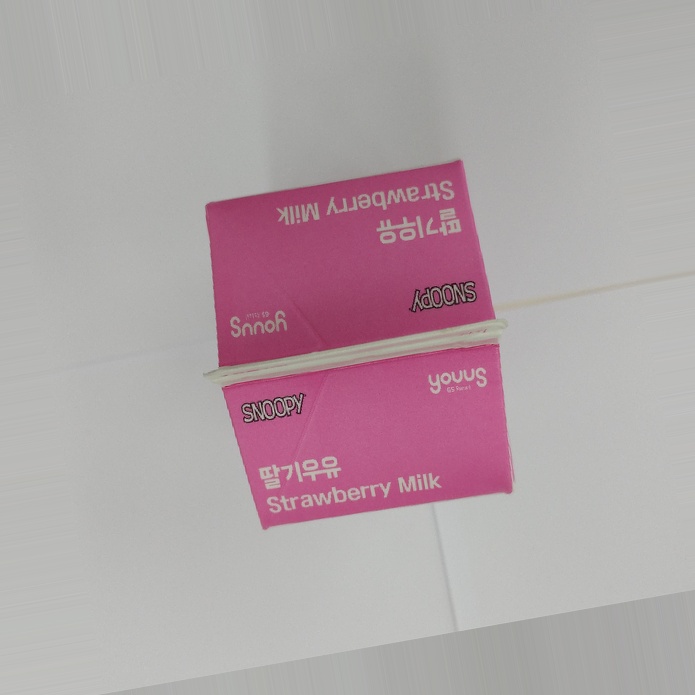 Strawberry Milk
딸기우유
SNOOPY
youus
SNOOPY
youus
딸기우유
Strawberry Milk